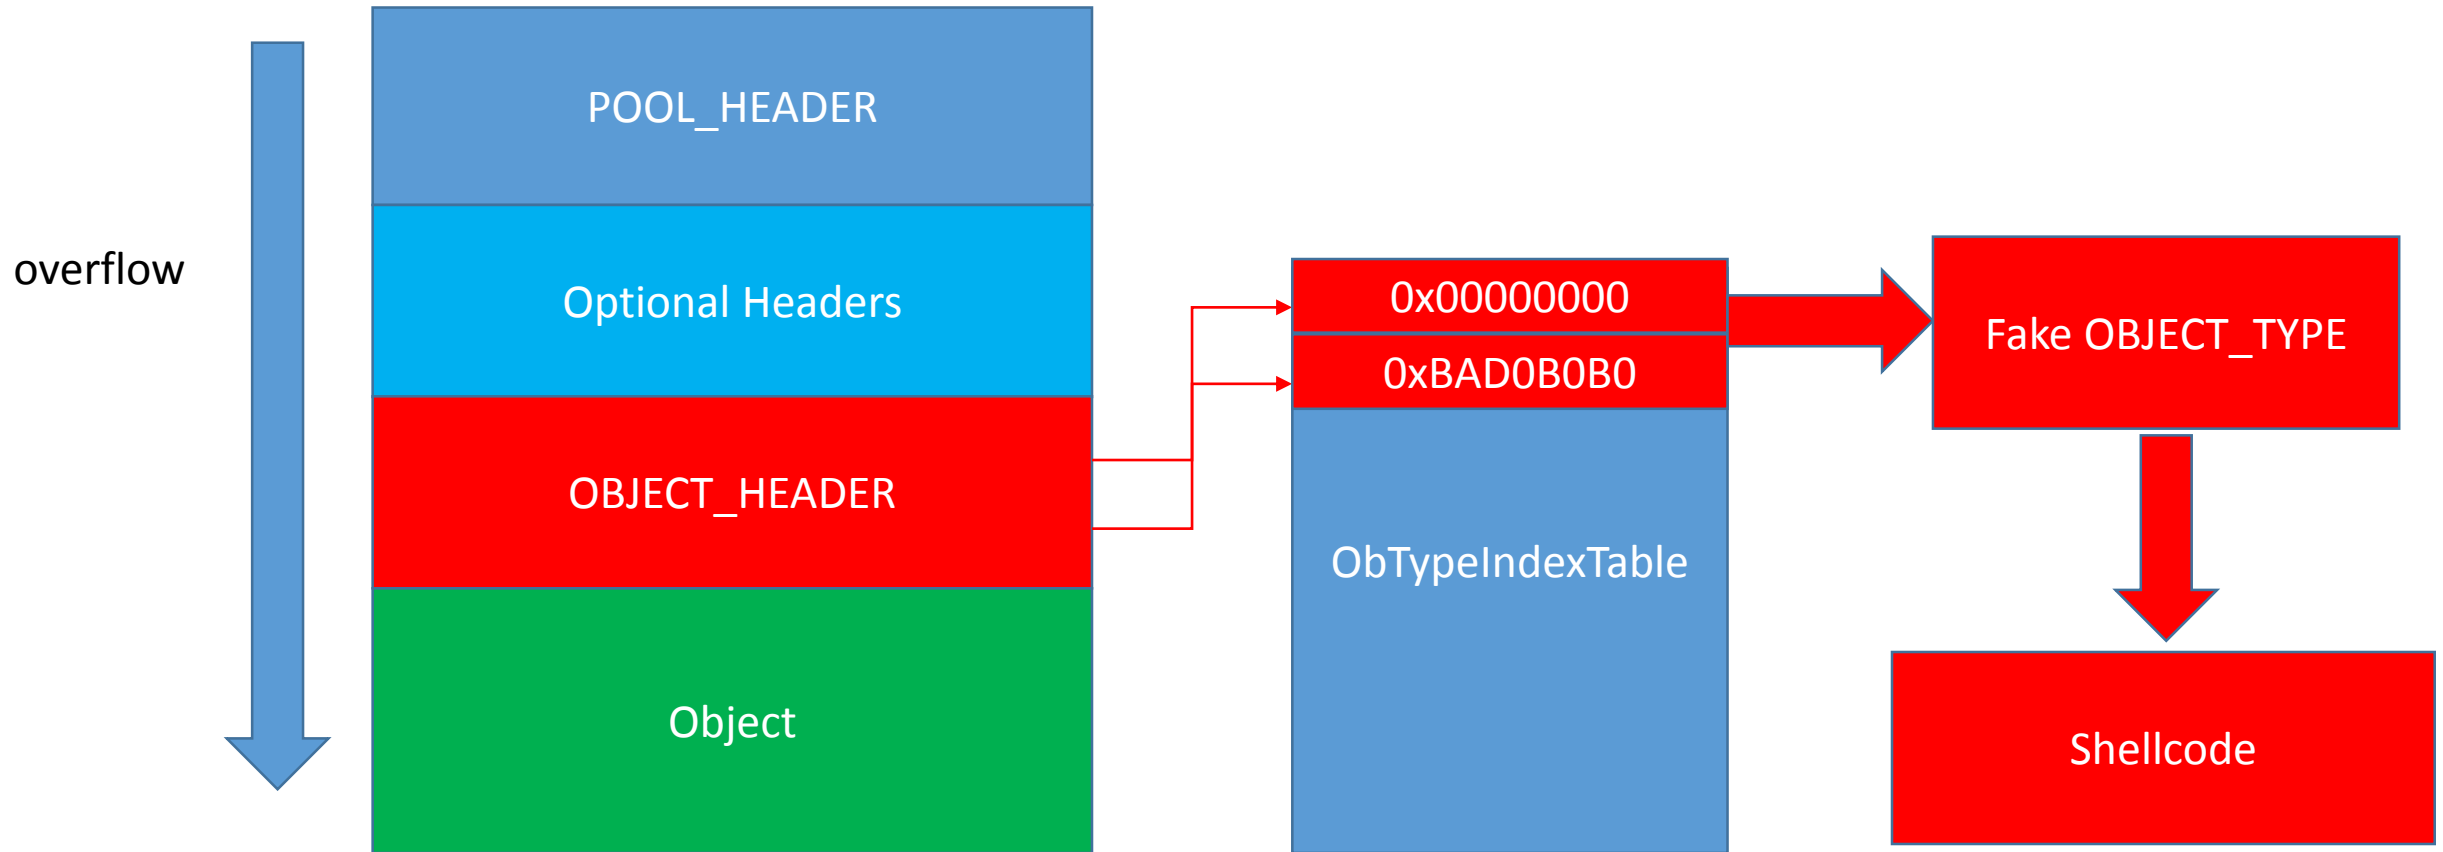 overflow
POOL_HEADER
Optional Headers
OBJECT_HEADER
Object
0x00000000
0xBAD0B0B0
ObTypeIndexTable
Fake OBJECT_TYPE
Shellcode